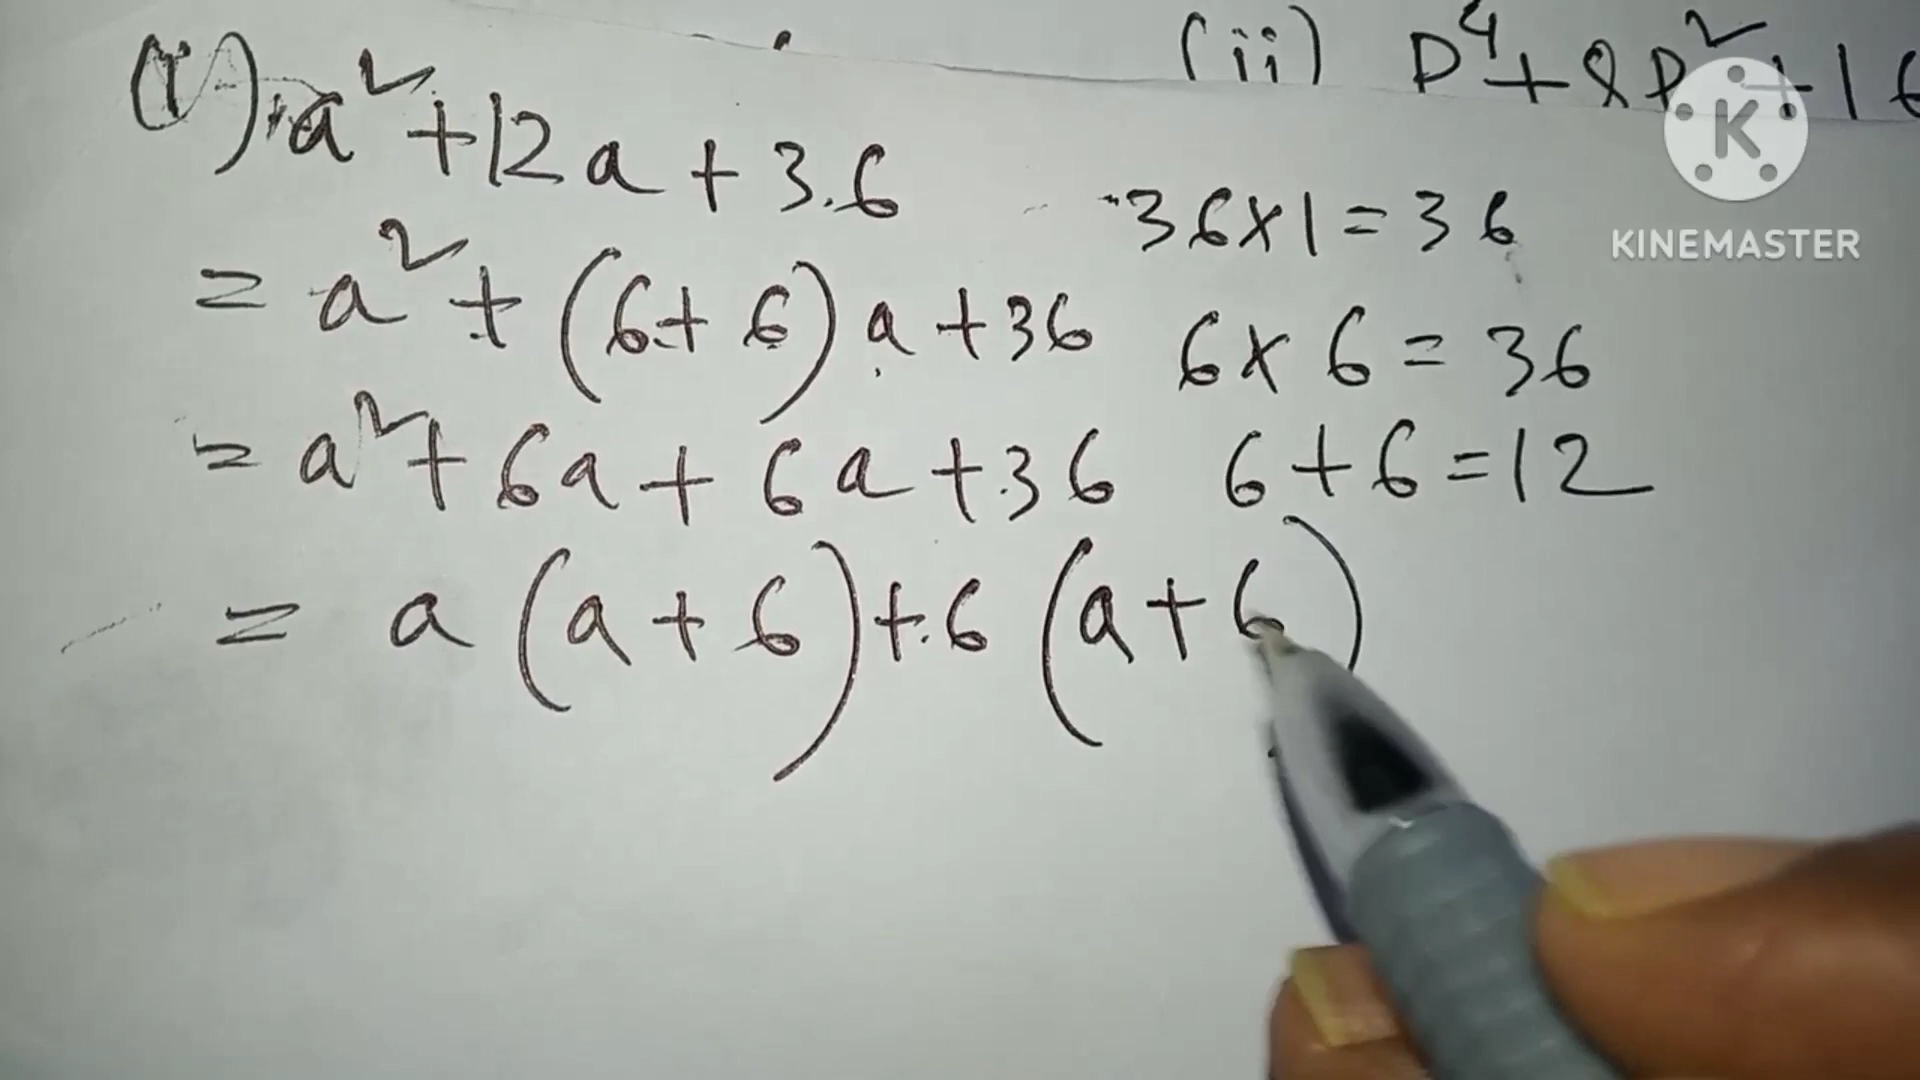 (ii) P⁴+8P²+16
(i) a²+12a+36
36×1=36
=a²+(6+6)a+36
6×6=36
=a²+6a+6a+36
6+6=12
=a(a+6)+6(a+6)
K
KINEMASTER